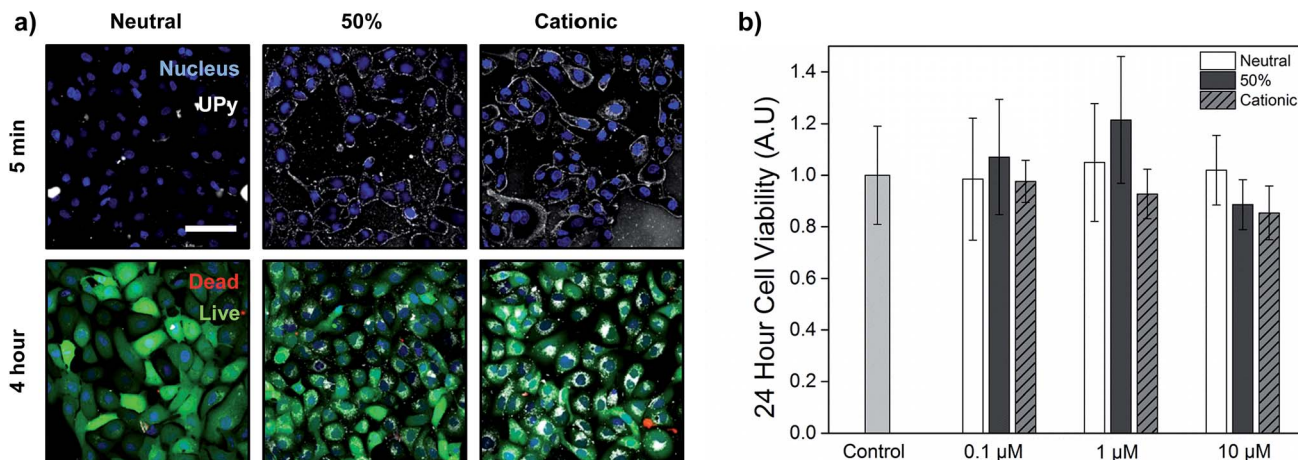 a)
Neutral
50%
Cationic
5 min
Nucleus
UPy
4 hour
Dead
Live
b)
24 Hour Cell Viability (A.U)
1.4
1.2
1.0
0.8
0.6
0.4
0.2
0.0
Neutral
50%
Cationic
Control
0.1 µM
1 µM
10 µM